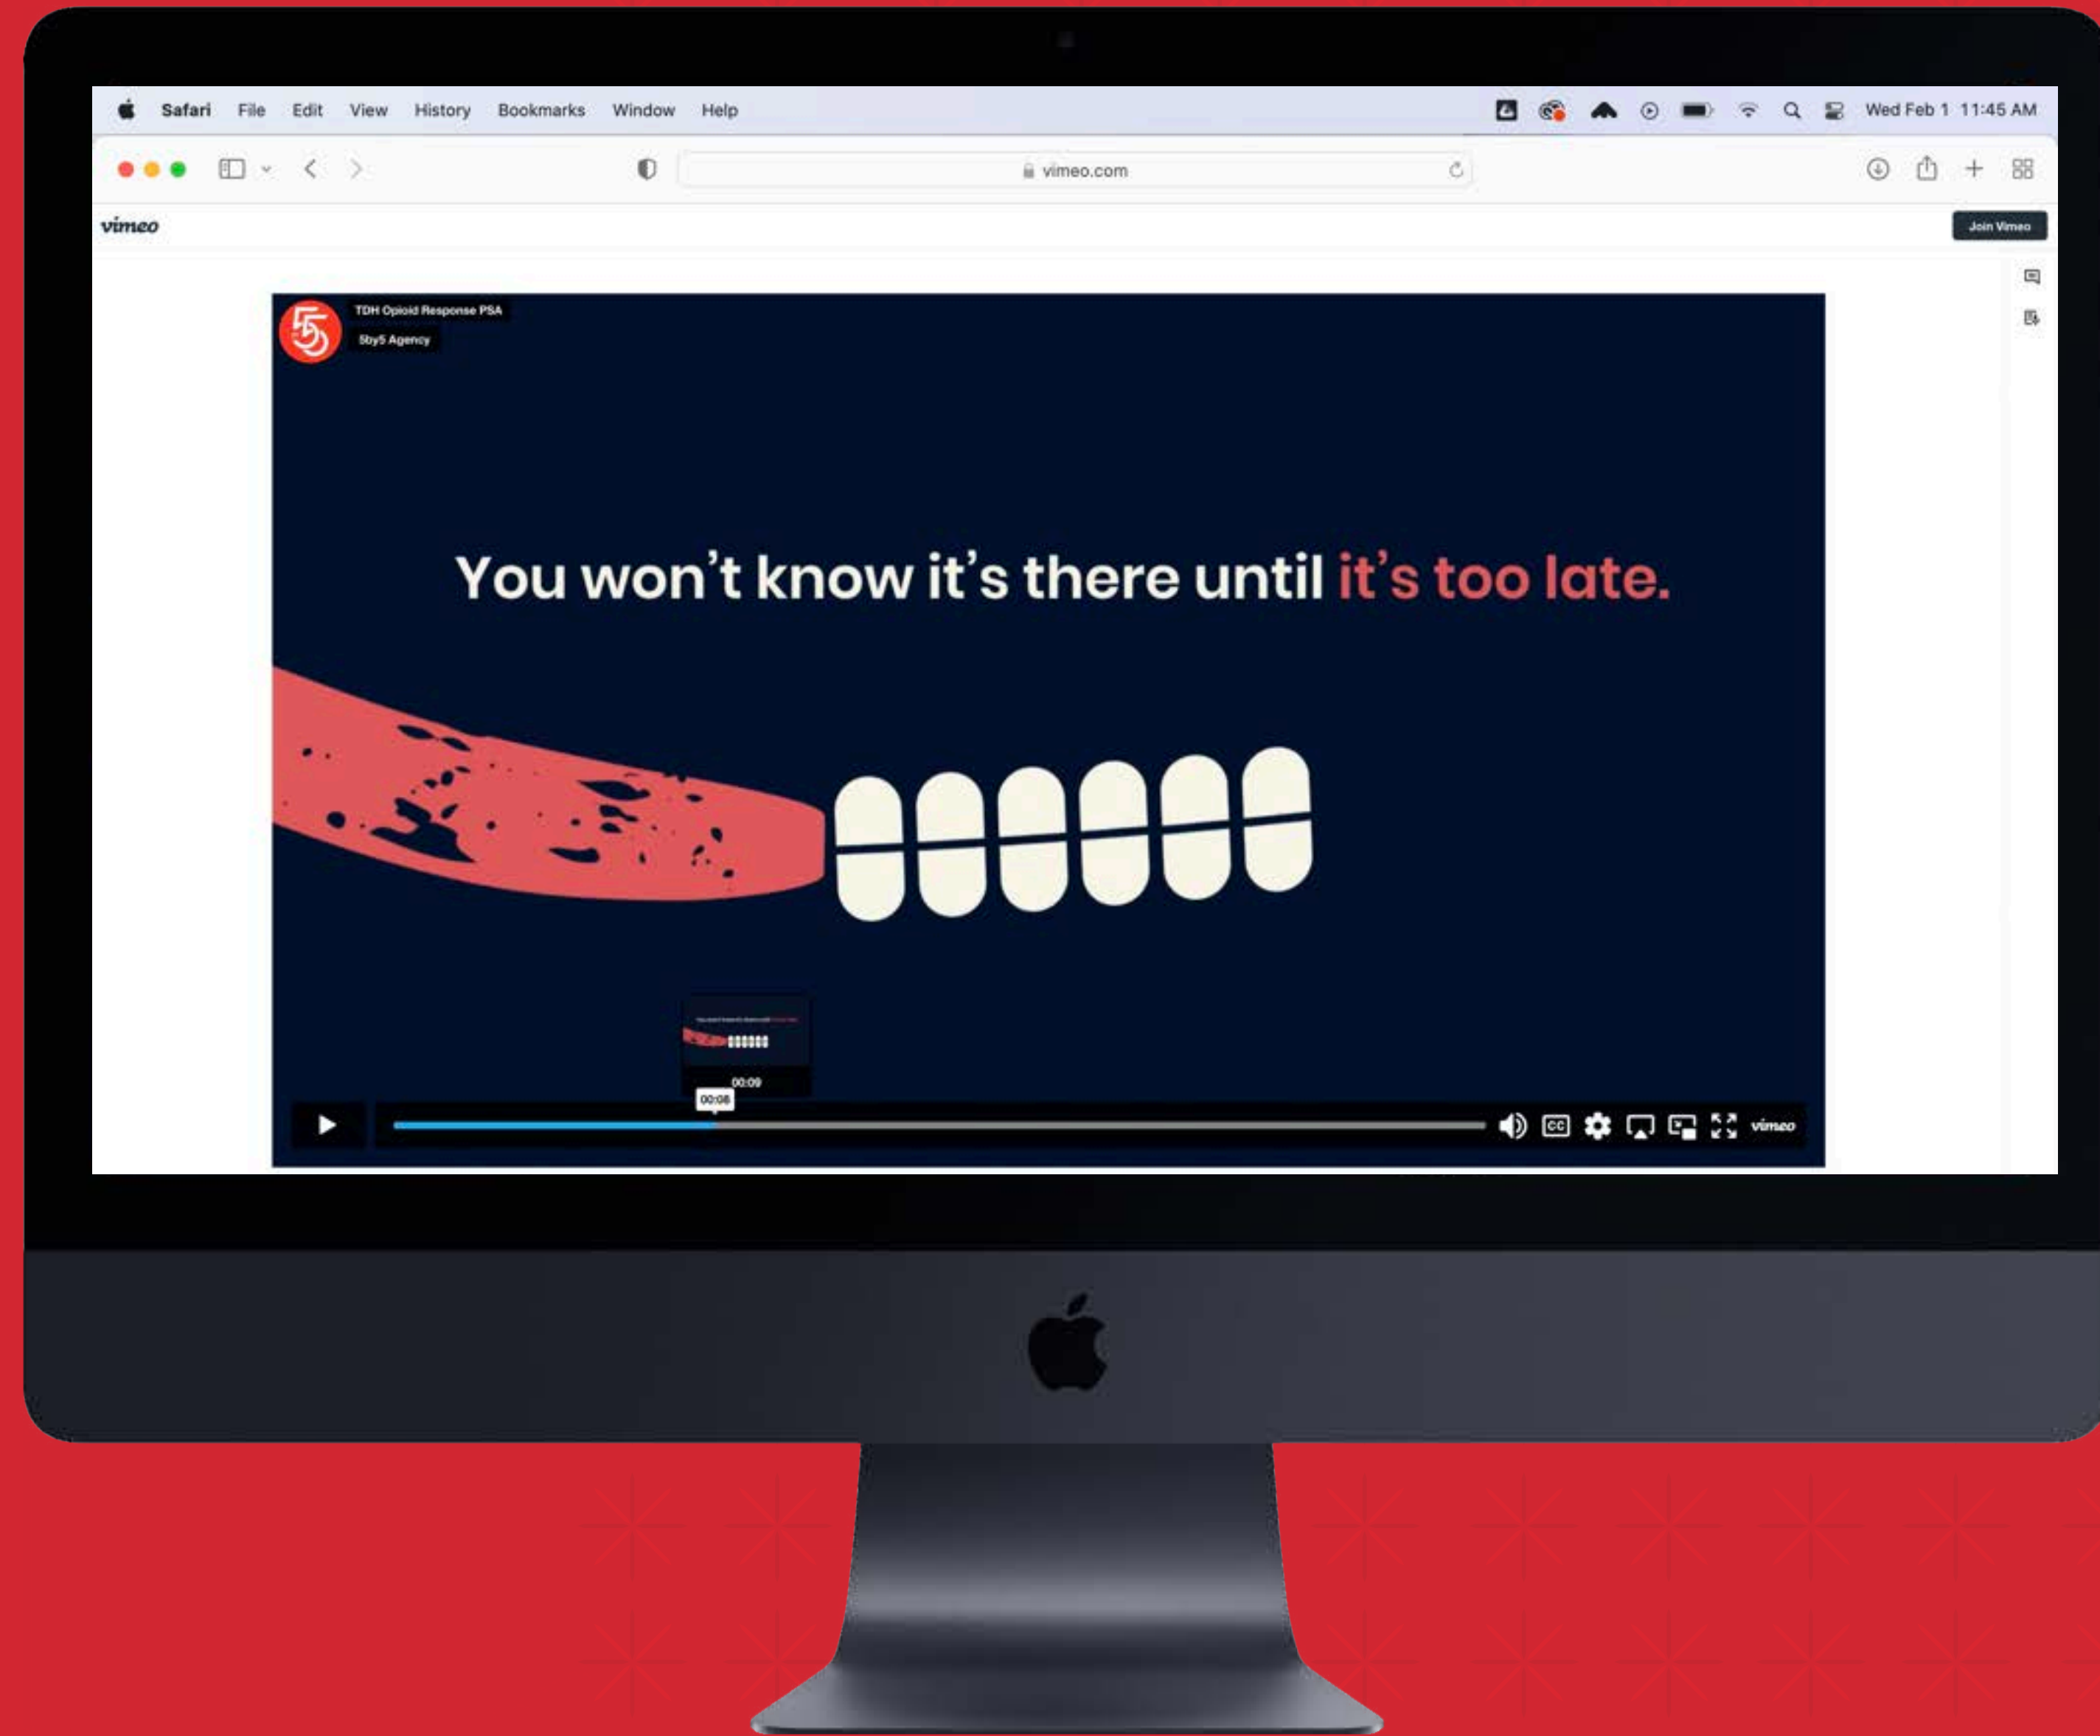 Safari File Edit View History Bookmarks Window Help
Wed Feb 1 11:45 AM
vimeo.com
vimeo
Join Vimeo
TDH Opioid Response PSA
5by5 Agency
You won't know it's there until it's too late.
00:09
00:08
CC
vimeo